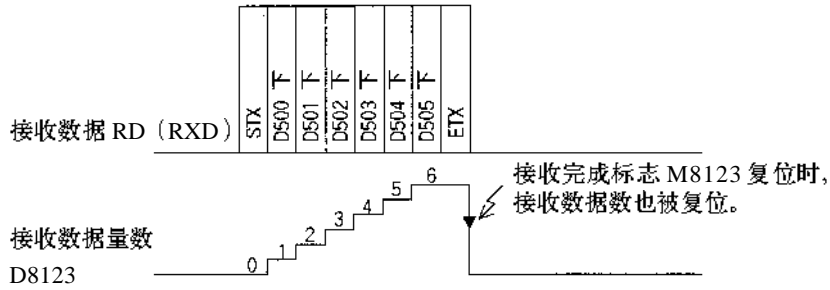 STX
D500 下
D501 下
D502 下
D503 下
D504 下
D505 下
ETX
接收数据 RD（RXD）
0
1
2
3
4
5
6
接收完成标志 M8123 复位时,
接收数据数也被复位。
接收数据量数
D8123